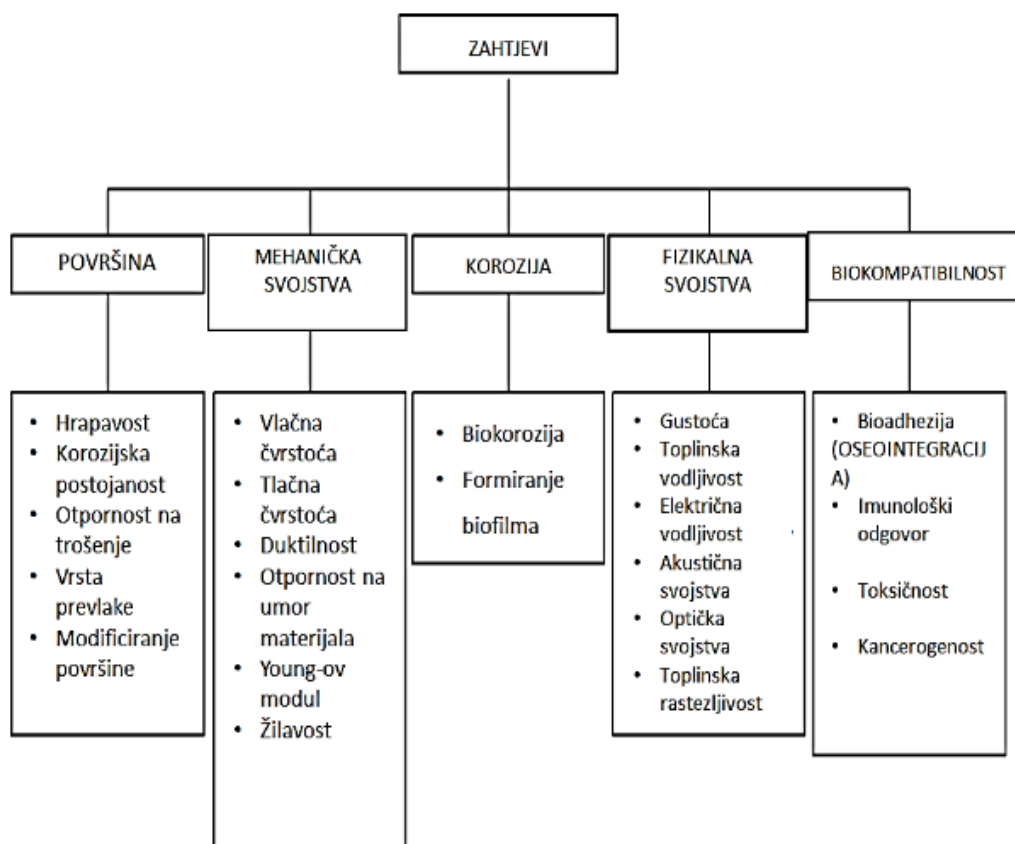 ZAHTJEVI
POVRŠINA
MEHANIČKA
SVOJSTVA
KOROZIJA
FIZIKALNA
SVOJSTVA
BIOKOMPATIBILNOST
• Hrapavost
• Korozijska
postojanost
• Otpornost na
trošenje
• Vrsta
prevlake
• Modificiranje
površine
• Vlačna
čvrstoća
• Tlačna
čvrstoća
• Duktilnost
• Otpornost na
umor
materijala
• Young-ov
modul
• Žilavost
• Biokorozija
• Formiranje
biofilma
• Gustoća
• Toplinska
vodljivost
• Električna
vodljivost
• Akustična
svojstva
• Optička
svojstva
• Toplinska
rastezljivost
• Bioadhezija
(OSEOINTEGRACIJ
A)
• Imunološki
odgovor
• Toksičnost
• Kancerogenost